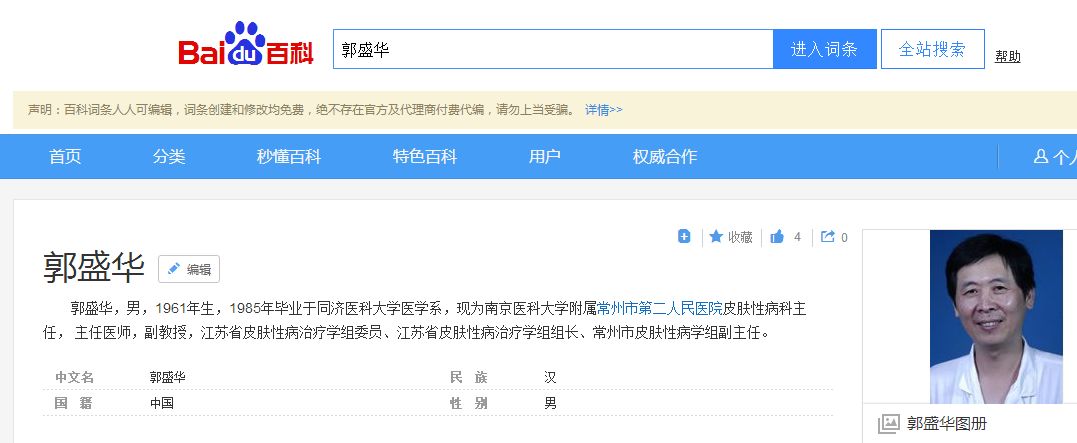 Bai du 百科
郭盛华 进入词条 全站搜索 帮助
声明：百科词条人人可编辑，词条创建和修改均免费，绝不存在官方及代理商付费代编，请勿上当受骗。 详情>>
首页 分类 秒懂百科 特色百科 用户 权威合作 个人
收藏 4 0
郭盛华 编辑
郭盛华，男，1961年生，1985年毕业于同济医科大学医学系，现为南京医科大学附属常州市第二人民医院皮肤性病科主
任， 主任医师，副教授，江苏省皮肤性病治疗学组委员、江苏省皮肤性病治疗学组组长、常州市皮肤性病学组副主任。
中文名 郭盛华 民 族 汉
国 籍 中国 性 别 男
郭盛华图册